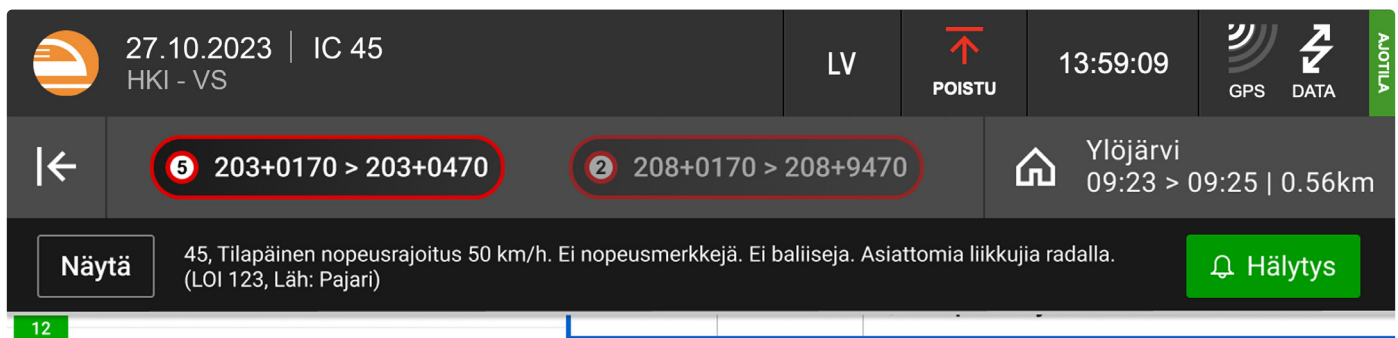 27.10.2023 | IC 45
HKI - VS
LV
POISTU
13:59:09
GPS
DATA
AJOTILA
5 203+0170 > 203+0470
2 208+0170 > 208+9470
Ylöjärvi
09:23 > 09:25 | 0.56km
Näytä
45, Tilapäinen nopeusrajoitus 50 km/h. Ei nopeusmerkkejä. Ei baliiseja. Asiattomia liikkujia radalla.
(LOI 123, Läh: Pajari)
Hälytys
12